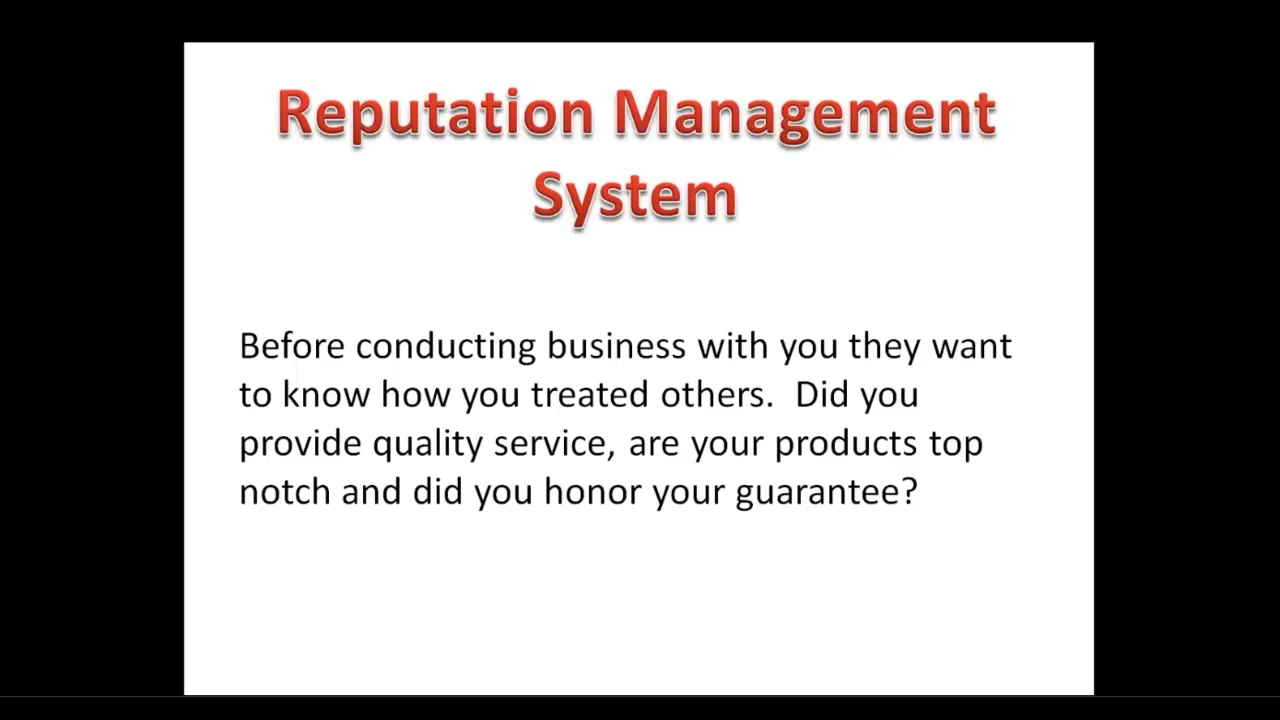 Reputation Management
System
Before conducting business with you they want
to know how you treated others.  Did you
provide quality service, are your products top
notch and did you honor your guarantee?